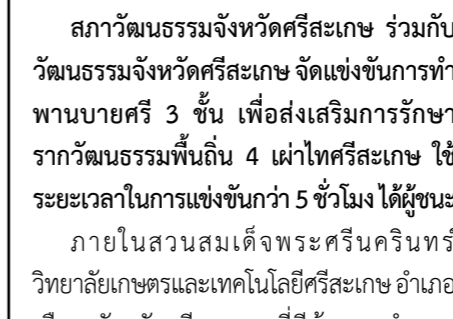 สภาวัฒนธรรมจังหวัดศรีสะเกษ ร่วมกับ
วัฒนธรรมจังหวัดศรีสะเกษ จัดแข่งขันการทำ
พานบายศรี 3 ชั้น เพื่อส่งเสริมการรักษา
รากวัฒนธรรมพื้นถิ่น 4 เผ่าไทศรีสะเกษ ใช้
ระยะเวลาในการแข่งขันกว่า 5 ชั่วโมง ได้ผู้ชนะ
ภายในสวนสมเด็จพระศรีนครินทร์
วิทยาลัยเกษตรและเทคโนโลยีศรีสะเกษ อำเภอ